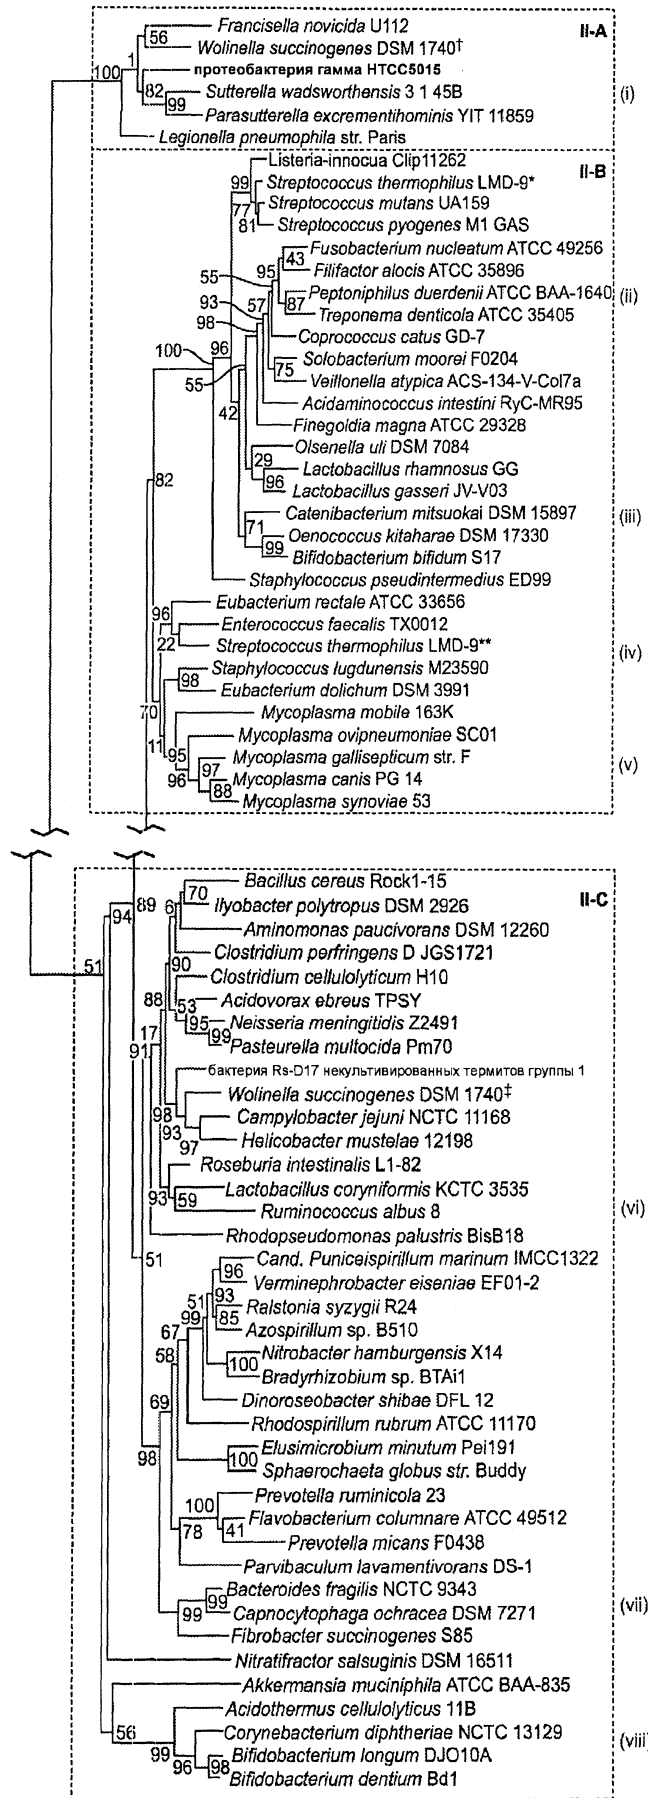 Francisella novicida U112
II-A
56
Wolinella succinogenes DSM 1740†
1
100
протеобактерия гамма HTCC5015
82
Sutterella wadsworthensis 3 1 45B
(i)
99
Parasutterella excrementihominis YIT 11859
Legionella pneumophila str. Paris
Listeria-innocua Clip11262
II-B
99
Streptococcus thermophilus LMD-9*
77
Streptococcus mutans UA159
81
Streptococcus pyogenes M1 GAS
Fusobacterium nucleatum ATCC 49256
95
43
55
Filifactor alocis ATCC 35896
93
57
87
Peptoniphilus duerdenii ATCC BAA-1640
(ii)
98
Treponema denticola ATCC 35405
Coprococcus catus GD-7
100
96
Solobacterium moorei F0204
75
55
Veillonella atypica ACS-134-V-Col7a
Acidaminococcus intestini RyC-MR95
42
Finegoldia magna ATCC 29328
Olsenella uli DSM 7084
29
Lactobacillus rhamnosus GG
82
96
Lactobacillus gasseri JV-V03
Catenibacterium mitsuokai DSM 15897
(iii)
71
Oenococcus kitaharae DSM 17330
99
Bifidobacterium bifidum S17
Staphylococcus pseudintermedius ED99
Eubacterium rectale ATCC 33656
96
Enterococcus faecalis TX0012
22
Streptococcus thermophilus LMD-9**
(iv)
Staphylococcus lugdunensis M23590
98
Eubacterium dolichum DSM 3991
70
Mycoplasma mobile 163K
11
Mycoplasma ovipneumoniae SC01
95
Mycoplasma gallisepticum str. F
97
(v)
96
Mycoplasma canis PG 14
88
Mycoplasma synoviae 53
Bacillus cereus Rock1-15
II-C
70
89
6
Ilyobacter polytropus DSM 2926
94
Aminomonas paucivorans DSM 12260
Clostridium perfringens D JGS1721
51
90
Clostridium cellulolyticum H10
88
53
Acidovorax ebreus TPSY
95
Neisseria meningitidis Z2491
17
99
91
Pasteurella multocida Pm70
бактерия Rs-D17 некультивированных термитов группы 1
Wolinella succinogenes DSM 1740‡
98
Campylobacter jejuni NCTC 11168
93
97
Helicobacter mustelae 12198
Roseburia intestinalis L1-82
Lactobacillus coryniformis KCTC 3535
93
59
Ruminococcus albus 8
(vi)
Rhodopseudomonas palustris BisB18
51
Cand. Puniceispirillum marinum IMCC1322
96
Verminephrobacter eiseniae EF01-2
93
51
Ralstonia syzygii R24
99
85
67
Azospirillum sp. B510
58
Nitrobacter hamburgensis X14
100
Bradyrhizobium sp. BTAi1
Dinoroseobacter shibae DFL 12
69
Rhodospirillum rubrum ATCC 11170
98
Elusimicrobium minutum Pei191
100
Sphaerochaeta globus str. Buddy
Prevotella ruminicola 23
100
Flavobacterium columnare ATCC 49512
78
41
Prevotella micans F0438
Parvibaculum lavamentivorans DS-1
Bacteroides fragilis NCTC 9343
99
99
Capnocytophaga ochracea DSM 7271
(vii)
Fibrobacter succinogenes S85
Nitratifractor salsuginis DSM 16511
Akkermansia muciniphila ATCC BAA-835
Acidothermus cellulolyticus 11B
56
Corynebacterium diphtheriae NCTC 13129
(viii)
99
Bifidobacterium longum DJO10A
96
98
Bifidobacterium dentium Bd1